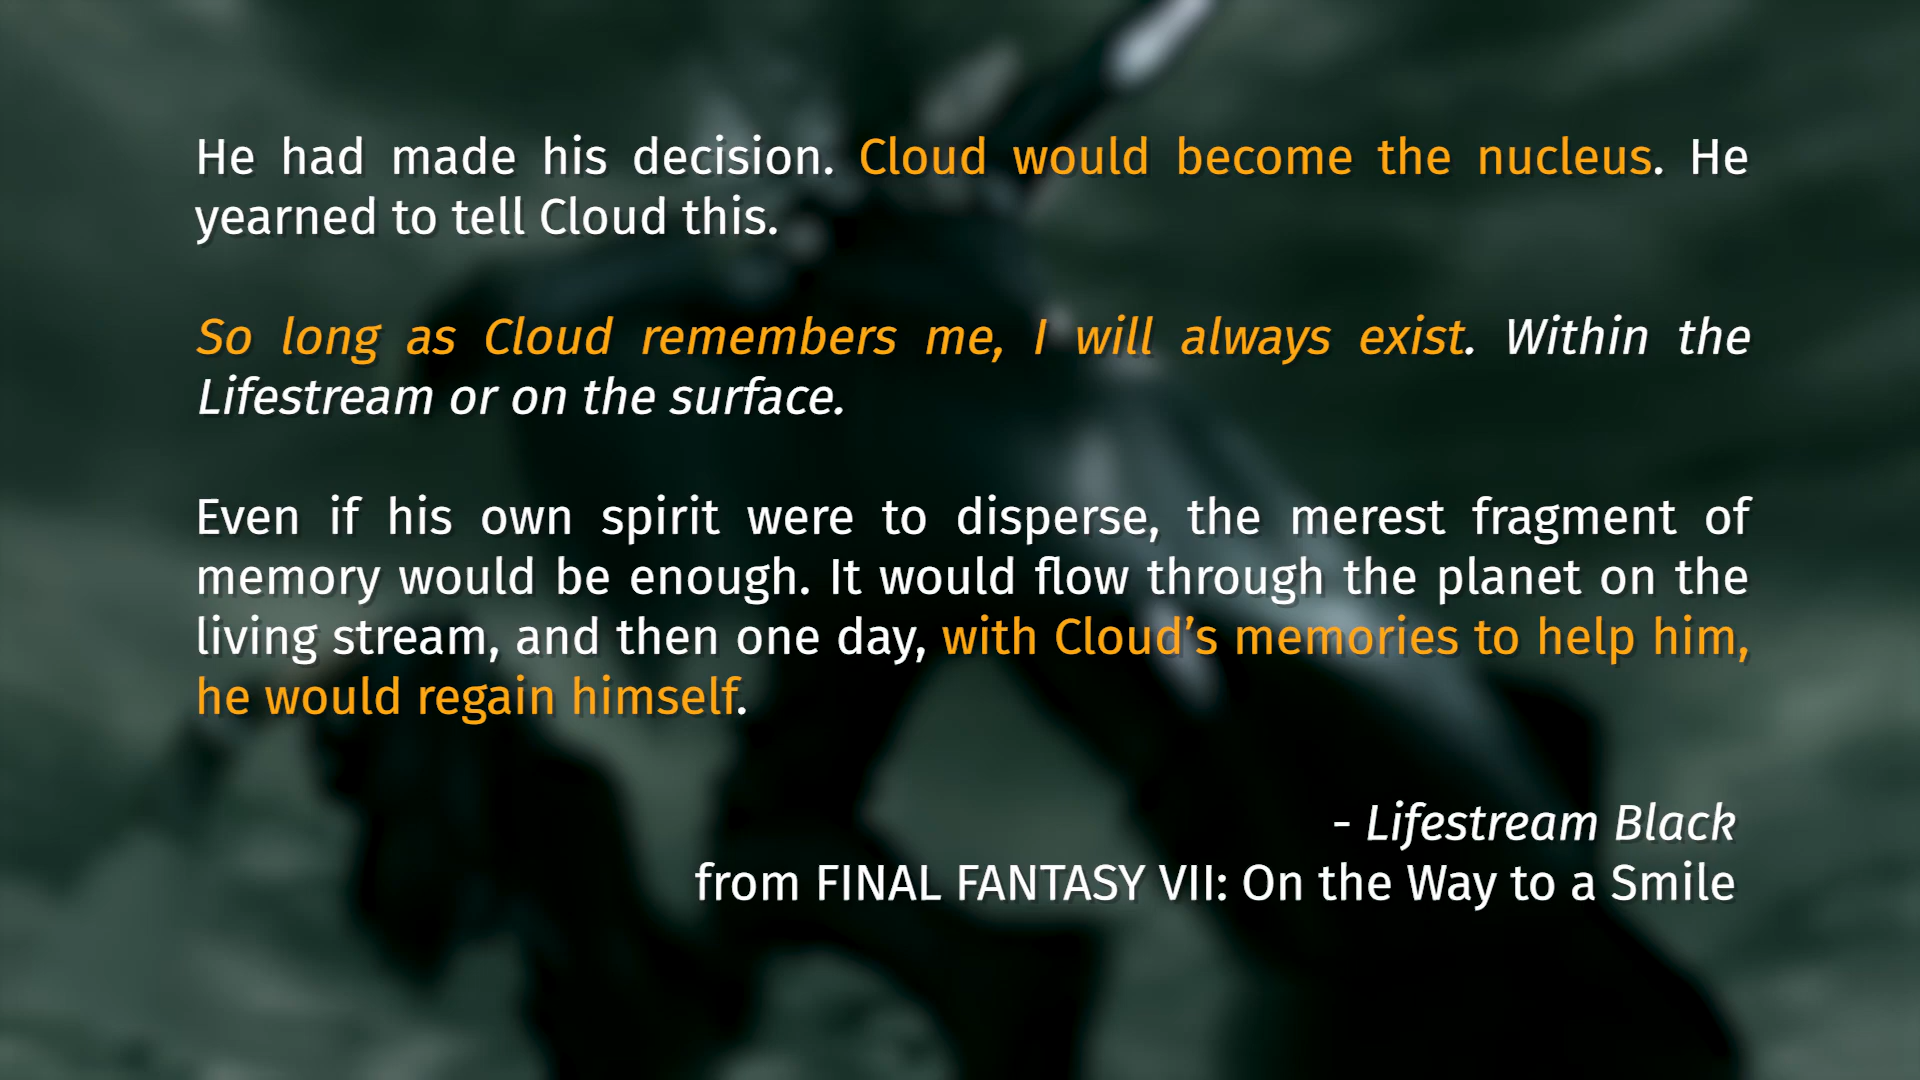 He had made his decision. Cloud would become the nucleus. He
yearned to tell Cloud this.
So long as Cloud remembers me, I will always exist. Within the
Lifestream or on the surface.
Even if his own spirit were to disperse, the merest fragment of
memory would be enough. It would flow through the planet on the
living stream, and then one day, with Cloud’s memories to help him,
he would regain himself.
- Lifestream Black
from FINAL FANTASY VII: On the Way to a Smile